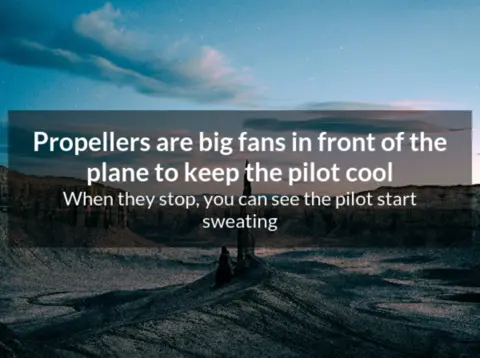 Propellers are big fans in front of the
plane to keep the pilot cool
When they stop, you can see the pilot start
sweating